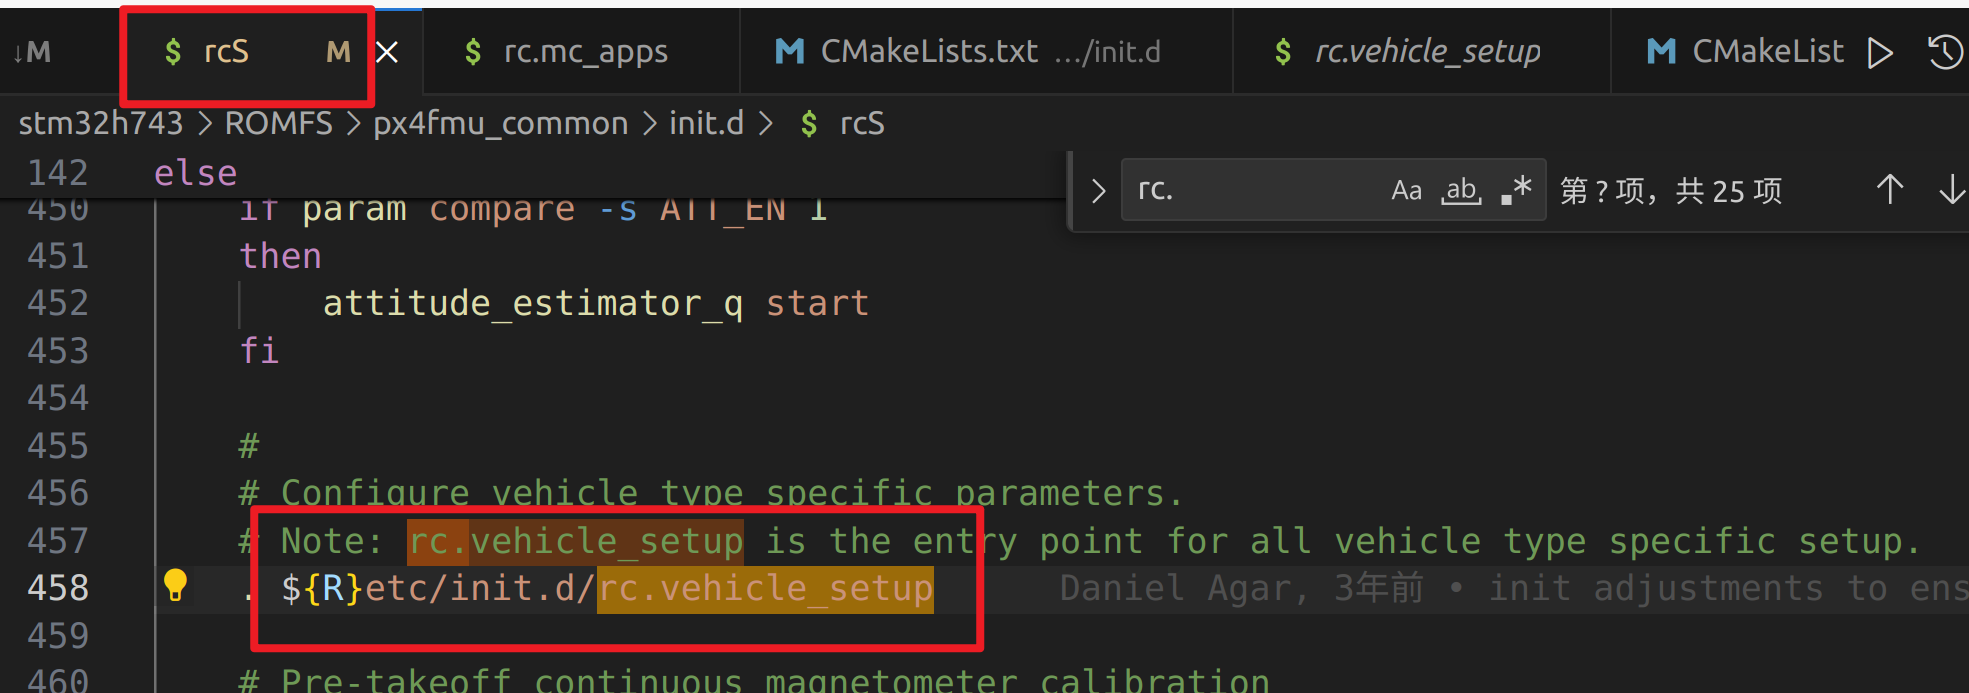 ↓M $ rcS M × $ rc.mc_apps CMakeLists.txt .../init.d $ rc.vehicle_setup CMakeList
stm32h743 > ROMFS > px4fmu_common > init.d > $ rcS
142 else
rc. Aa ab .* 第 ? 项，共 25 项
450 if param compare -s ATT_EN 1
451 then
452 attitude_estimator_q start
453 fi
454
455 #
456 # Configure vehicle type specific parameters.
457 # Note: rc.vehicle_setup is the entry point for all vehicle type specific setup.
458 . ${R}etc/init.d/rc.vehicle_setup Daniel Agar, 3年前 • init adjustments to ens
459
460 # Pre-takeoff continuous magnetometer calibration